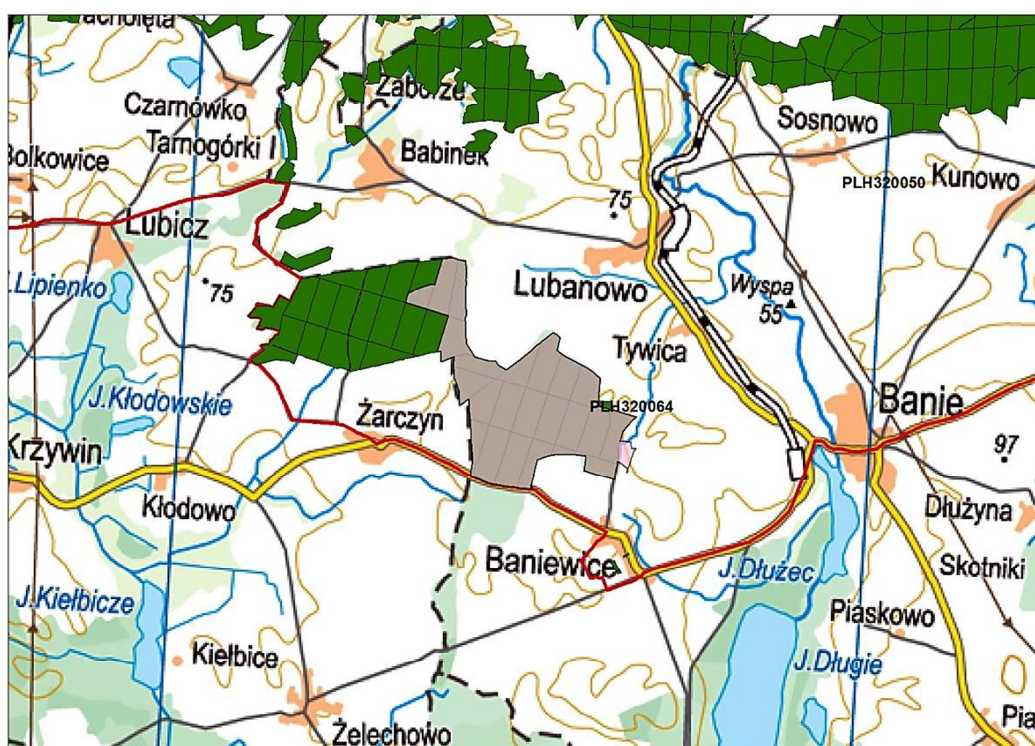 Czarnówko
Zaborze
Sosnowo
Tarnogórki I
Babinek
Bolkowice
PLH320050
Kunowo
75
Lubicz
J.Lipienko
75
Lubanowo
Wyspa
55
Tywica
J.Kłodowskie
PLH320064
Banie
Żarczyn
Krzywin
97
Kłodowo
Dłużyna
Baniewice
J.Dłużec
Skotniki
J.Kiełbicze
Piaskowo
Kiełbice
J.Długie
Żelechowo
Pia